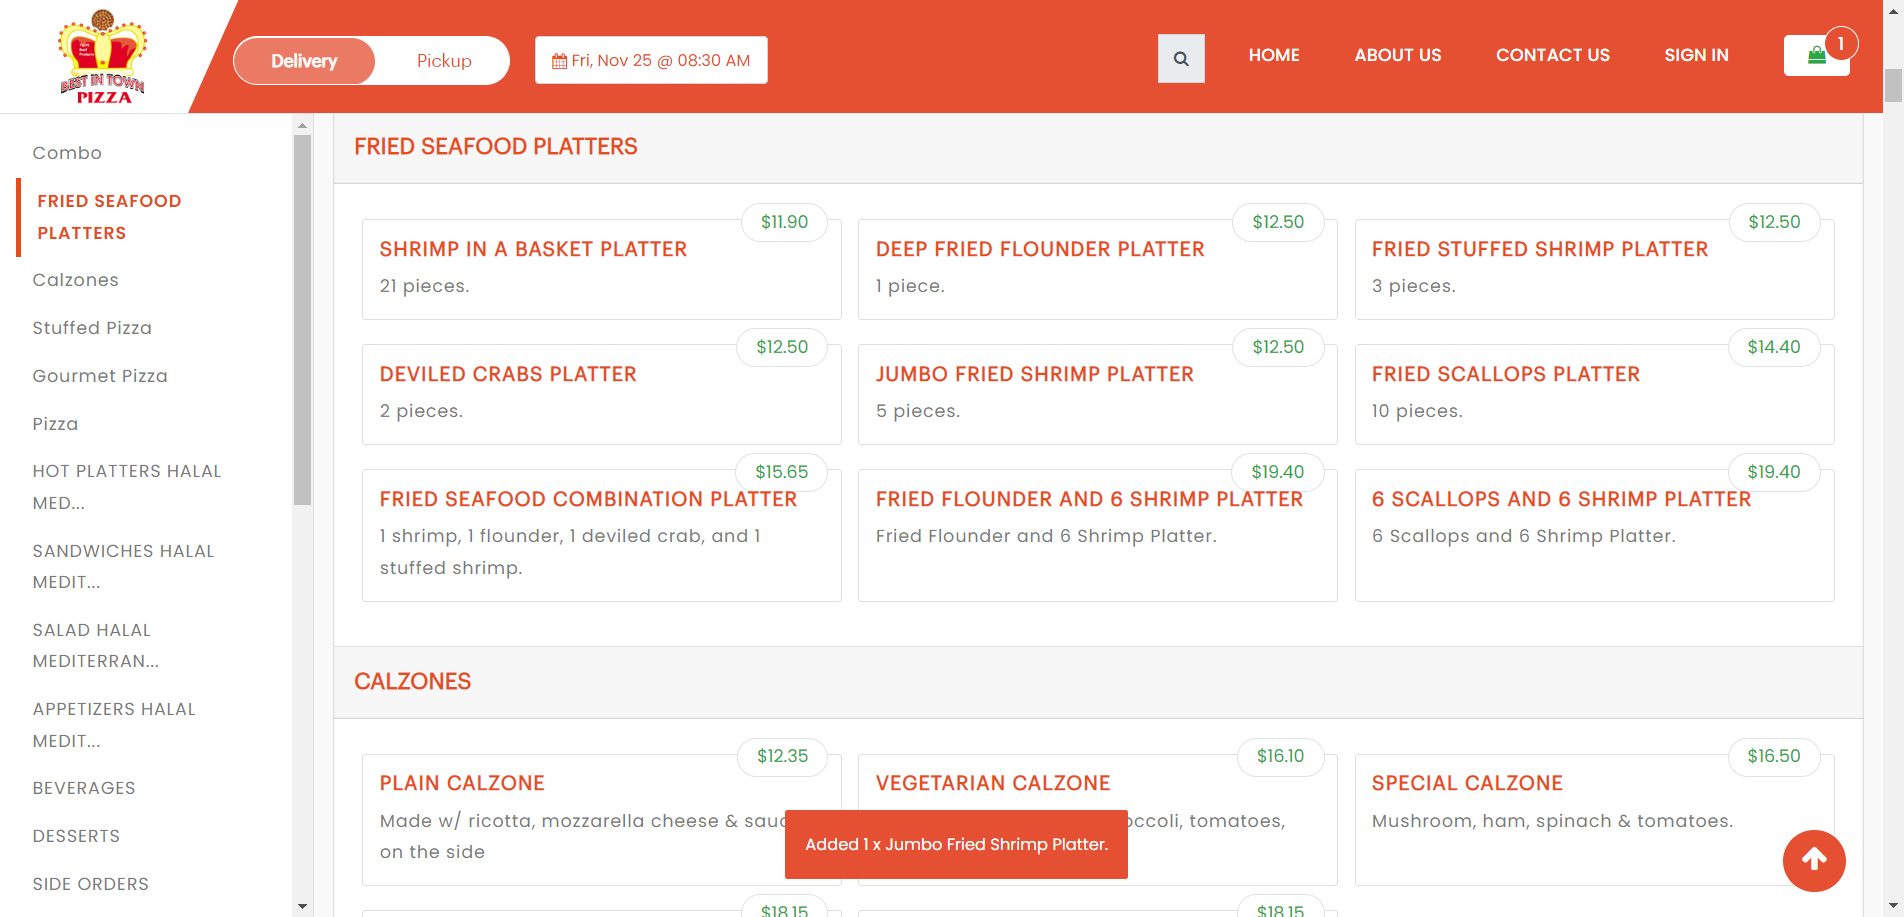 BEST IN TOWN
PIZZA
Delivery
Pickup
Fri, Nov 25 @ 08:30 AM
HOME
ABOUT US
CONTACT US
SIGN IN
1
Combo
FRIED SEAFOOD
PLATTERS
Calzones
Stuffed Pizza
Gourmet Pizza
Pizza
HOT PLATTERS HALAL
MED...
SANDWICHES HALAL
MEDIT...
SALAD HALAL
MEDITERRAN...
APPETIZERS HALAL
MEDIT...
BEVERAGES
DESSERTS
SIDE ORDERS
FRIED SEAFOOD PLATTERS
$11.90
SHRIMP IN A BASKET PLATTER
21 pieces.
$12.50
DEEP FRIED FLOUNDER PLATTER
1 piece.
$12.50
FRIED STUFFED SHRIMP PLATTER
3 pieces.
$12.50
DEVILED CRABS PLATTER
2 pieces.
$12.50
JUMBO FRIED SHRIMP PLATTER
5 pieces.
$14.40
FRIED SCALLOPS PLATTER
10 pieces.
$15.65
FRIED SEAFOOD COMBINATION PLATTER
1 shrimp, 1 flounder, 1 deviled crab, and 1
stuffed shrimp.
$19.40
FRIED FLOUNDER AND 6 SHRIMP PLATTER
Fried Flounder and 6 Shrimp Platter.
$19.40
6 SCALLOPS AND 6 SHRIMP PLATTER
6 Scallops and 6 Shrimp Platter.
CALZONES
$12.35
PLAIN CALZONE
Made w/ ricotta, mozzarella cheese &
on the side
$16.10
VEGETARIAN CALZONE
tomatoes,
$16.50
SPECIAL CALZONE
Mushroom, ham, spinach & tomatoes.
Added 1 x Jumbo Fried Shrimp Platter.
$18.15
$18.15